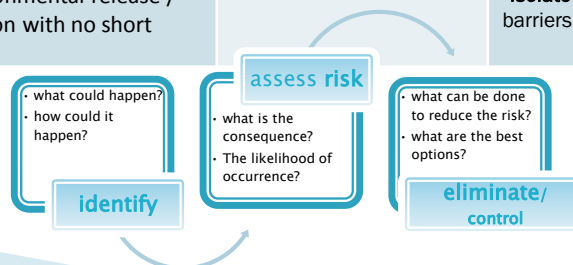 onmental release /
on with no short
isolate
barriers
• what could happen?
• how could it
happen?
identify
assess risk
• what is the
consequence?
• The likelihood of
occurrence?
• what can be done
to reduce the risk?
• what are the best
options?
eliminate/
control